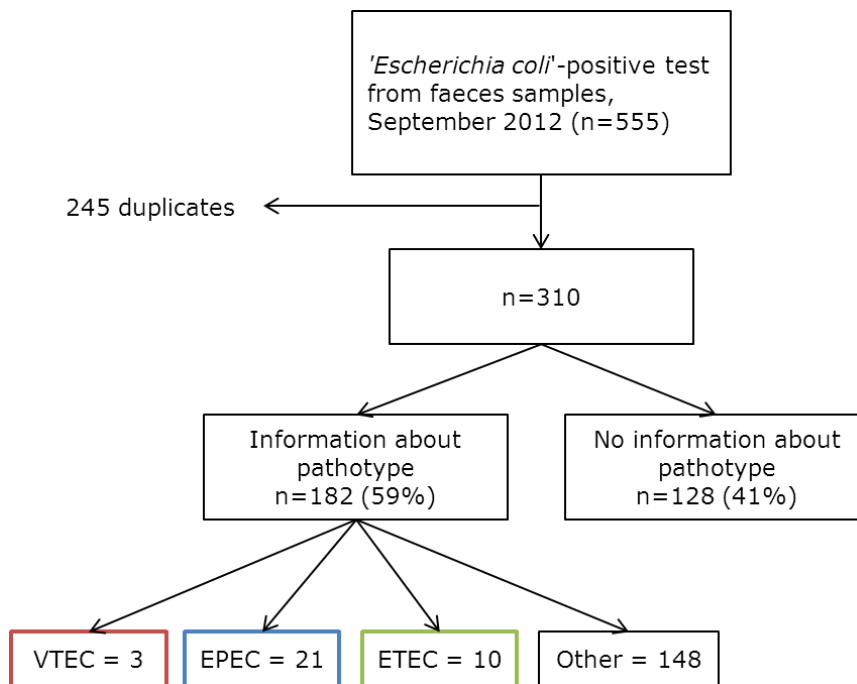 'Escherichia coli'-positive test
from faeces samples,
September 2012 (n=555)
245 duplicates
n=310
Information about
pathotype
n=182 (59%)
No information about
pathotype
n=128 (41%)
VTEC = 3
EPEC = 21
ETEC = 10
Other = 148